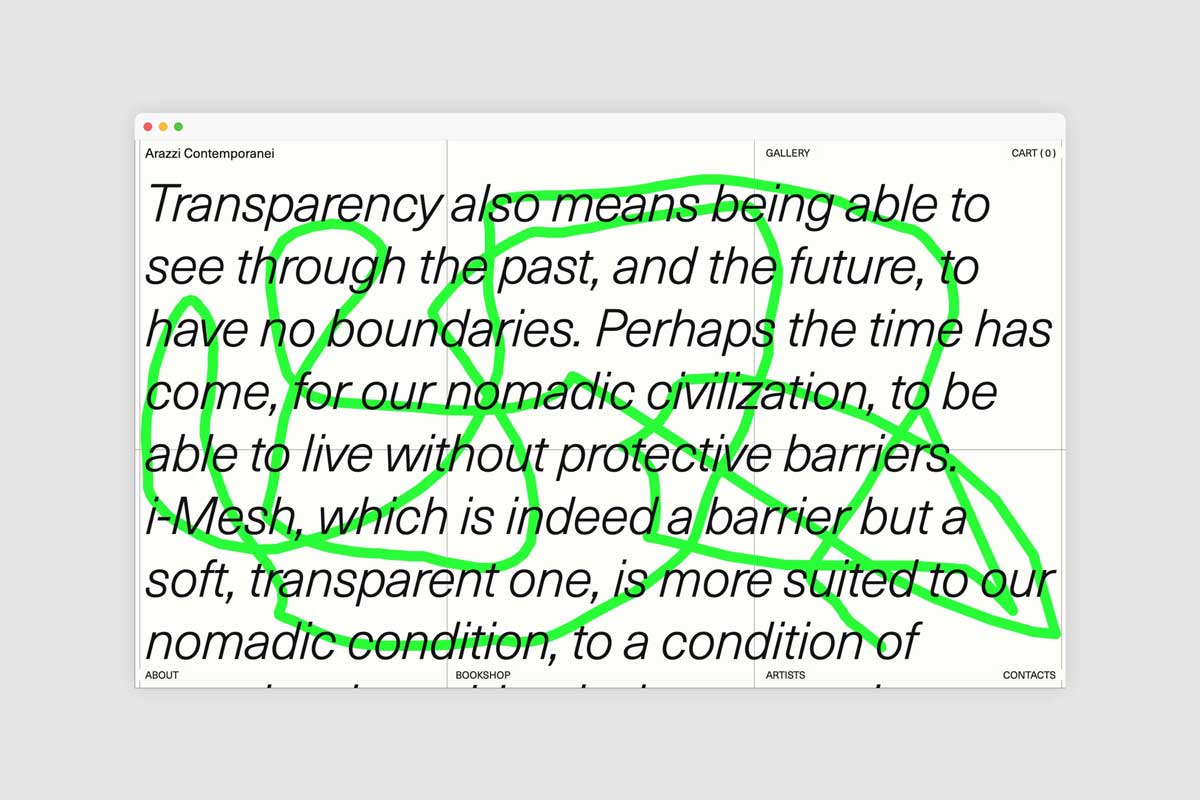 Arazzi Contemporanei
GALLERY
CART ( 0 )
Transparency also means being able to
see through the past, and the future, to
have no boundaries. Perhaps the time has
come, for our nomadic civilization, to be
able to live without protective barriers.
i-Mesh, which is indeed a barrier but a
soft, transparent one, is more suited to our
nomadic condition, to a condition of
ABOUT
BOOKSHOP
ARTISTS
CONTACTS